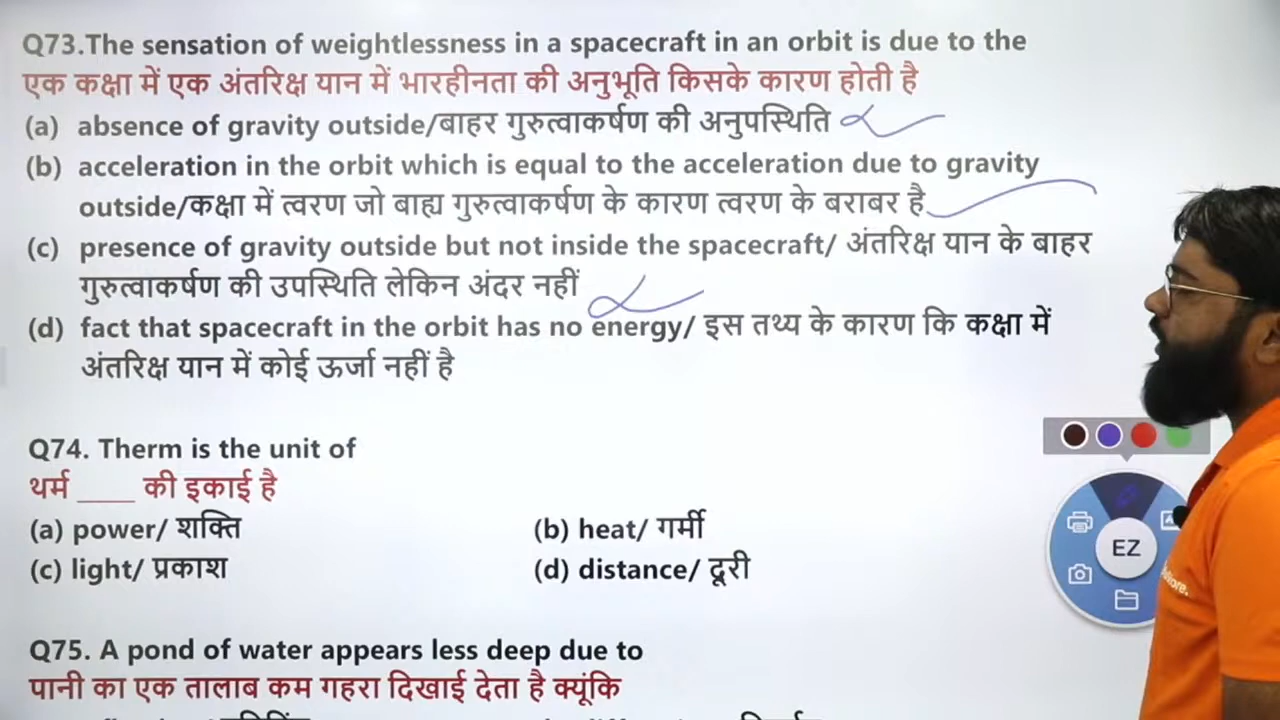 Q73.The sensation of weightlessness in a spacecraft in an orbit is due to the
एक कक्षा में एक अंतरिक्ष यान में भारहीनता की अनुभूति किसके कारण होती है
(a) absence of gravity outside/बाहर गुरुत्वाकर्षण की अनुपस्थिति
(b) acceleration in the orbit which is equal to the acceleration due to gravity
outside/कक्षा में त्वरण जो बाह्य गुरुत्वाकर्षण के कारण त्वरण के बराबर है
(c) presence of gravity outside but not inside the spacecraft/ अंतरिक्ष यान के बाहर
गुरुत्वाकर्षण की उपस्थिति लेकिन अंदर नहीं
(d) fact that spacecraft in the orbit has no energy/ इस तथ्य के कारण कि कक्षा में
अंतरिक्ष यान में कोई ऊर्जा नहीं है
Q74. Therm is the unit of
थर्म ____ की इकाई है
(a) power/ शक्ति (b) heat/ गर्मी
(c) light/ प्रकाश (d) distance/ दूरी
EZ
Q75. A pond of water appears less deep due to
पानी का एक तालाब कम गहरा दिखाई देता है क्यूंकि